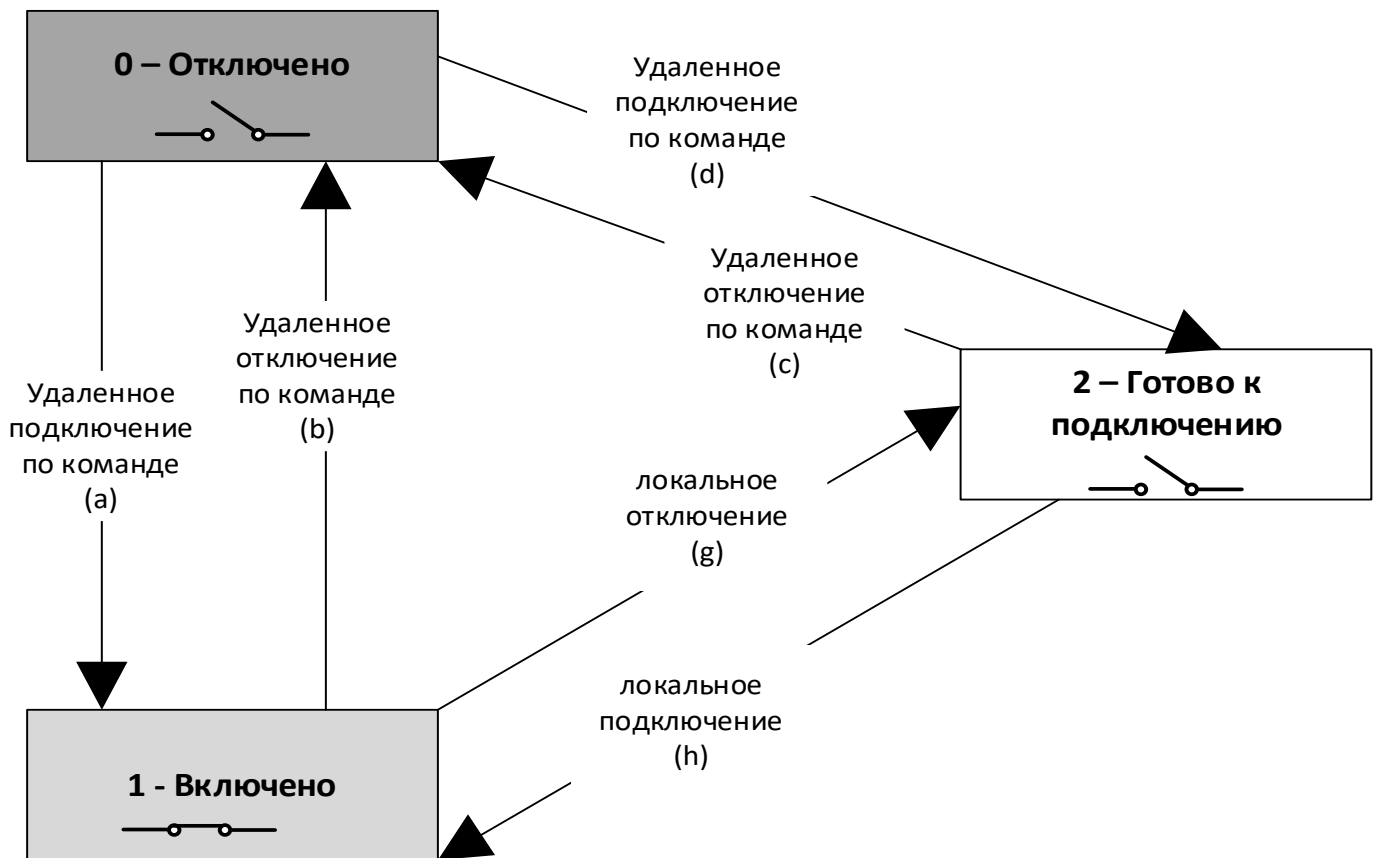 0 – Отключено
Удаленное
подключение
по команде
(d)
Удаленное
отключение
по команде
(c)
Удаленное
отключение
по команде
(b)
Удаленное
подключение
по команде
(a)
2 – Готово к
подключению
локальное
отключение
(g)
локальное
подключение
(h)
1 - Включено